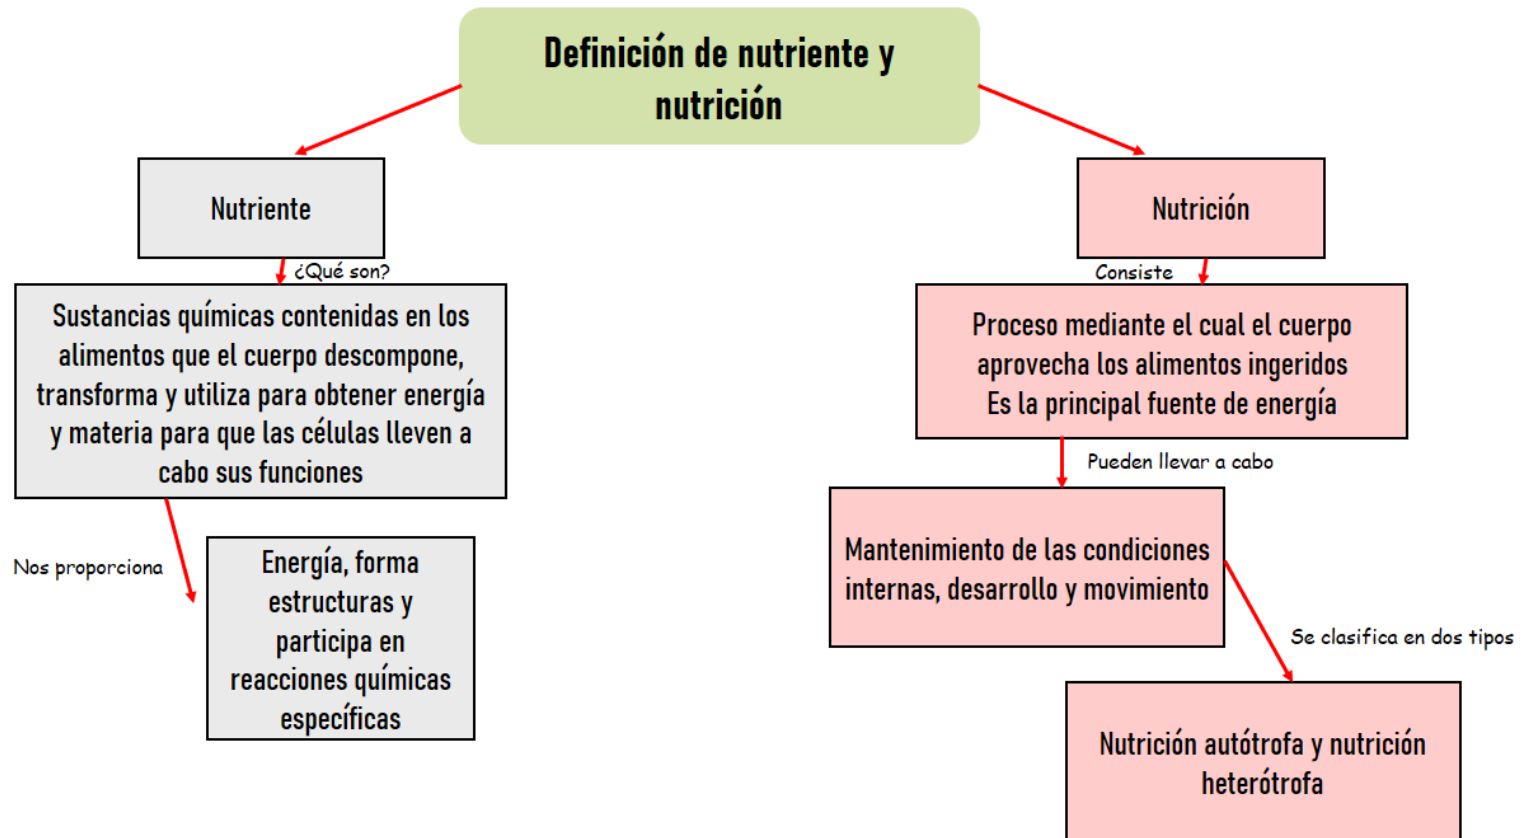 Definición de nutriente y
nutrición
Nutriente
¿Qué son?
Sustancias químicas contenidas en los
alimentos que el cuerpo descompone,
transforma y utiliza para obtener energía
y materia para que las células lleven a
cabo sus funciones
Nos proporciona
Energía, forma
estructuras y
participa en
reacciones químicas
específicas
Nutrición
Consiste
Proceso mediante el cual el cuerpo
aprovecha los alimentos ingeridos
Es la principal fuente de energía
Pueden llevar a cabo
Mantenimiento de las condiciones
internas, desarrollo y movimiento
Se clasifica en dos tipos
Nutrición autótrofa y nutrición
heterótrofa